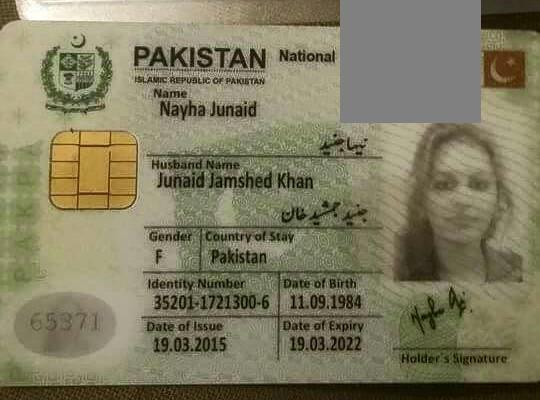 PAKISTAN National
ISLAMIC REPUBLIC OF PAKISTAN
Name
Nayha Junaid
نیہا جنید
Husband Name
Junaid Jamshed Khan
جنید جمشید خان
Gender Country of Stay
F Pakistan
Identity Number Date of Birth
35201-1721300-6 11.09.1984
Date of Issue Date of Expiry
19.03.2015 19.03.2022
65371
Holder's Signature